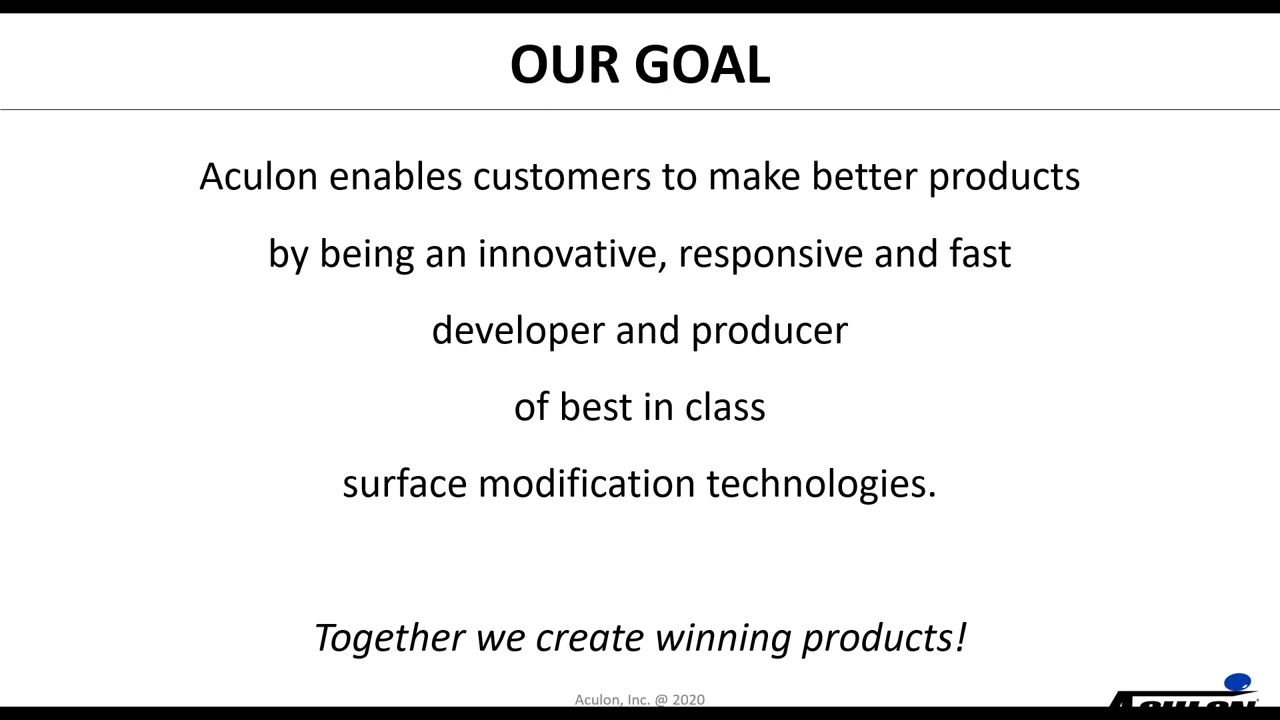 OUR GOAL
Aculon enables customers to make better products
by being an innovative, responsive and fast
developer and producer
of best in class
surface modification technologies.
Together we create winning products!
Aculon, Inc. @ 2020
ACULON